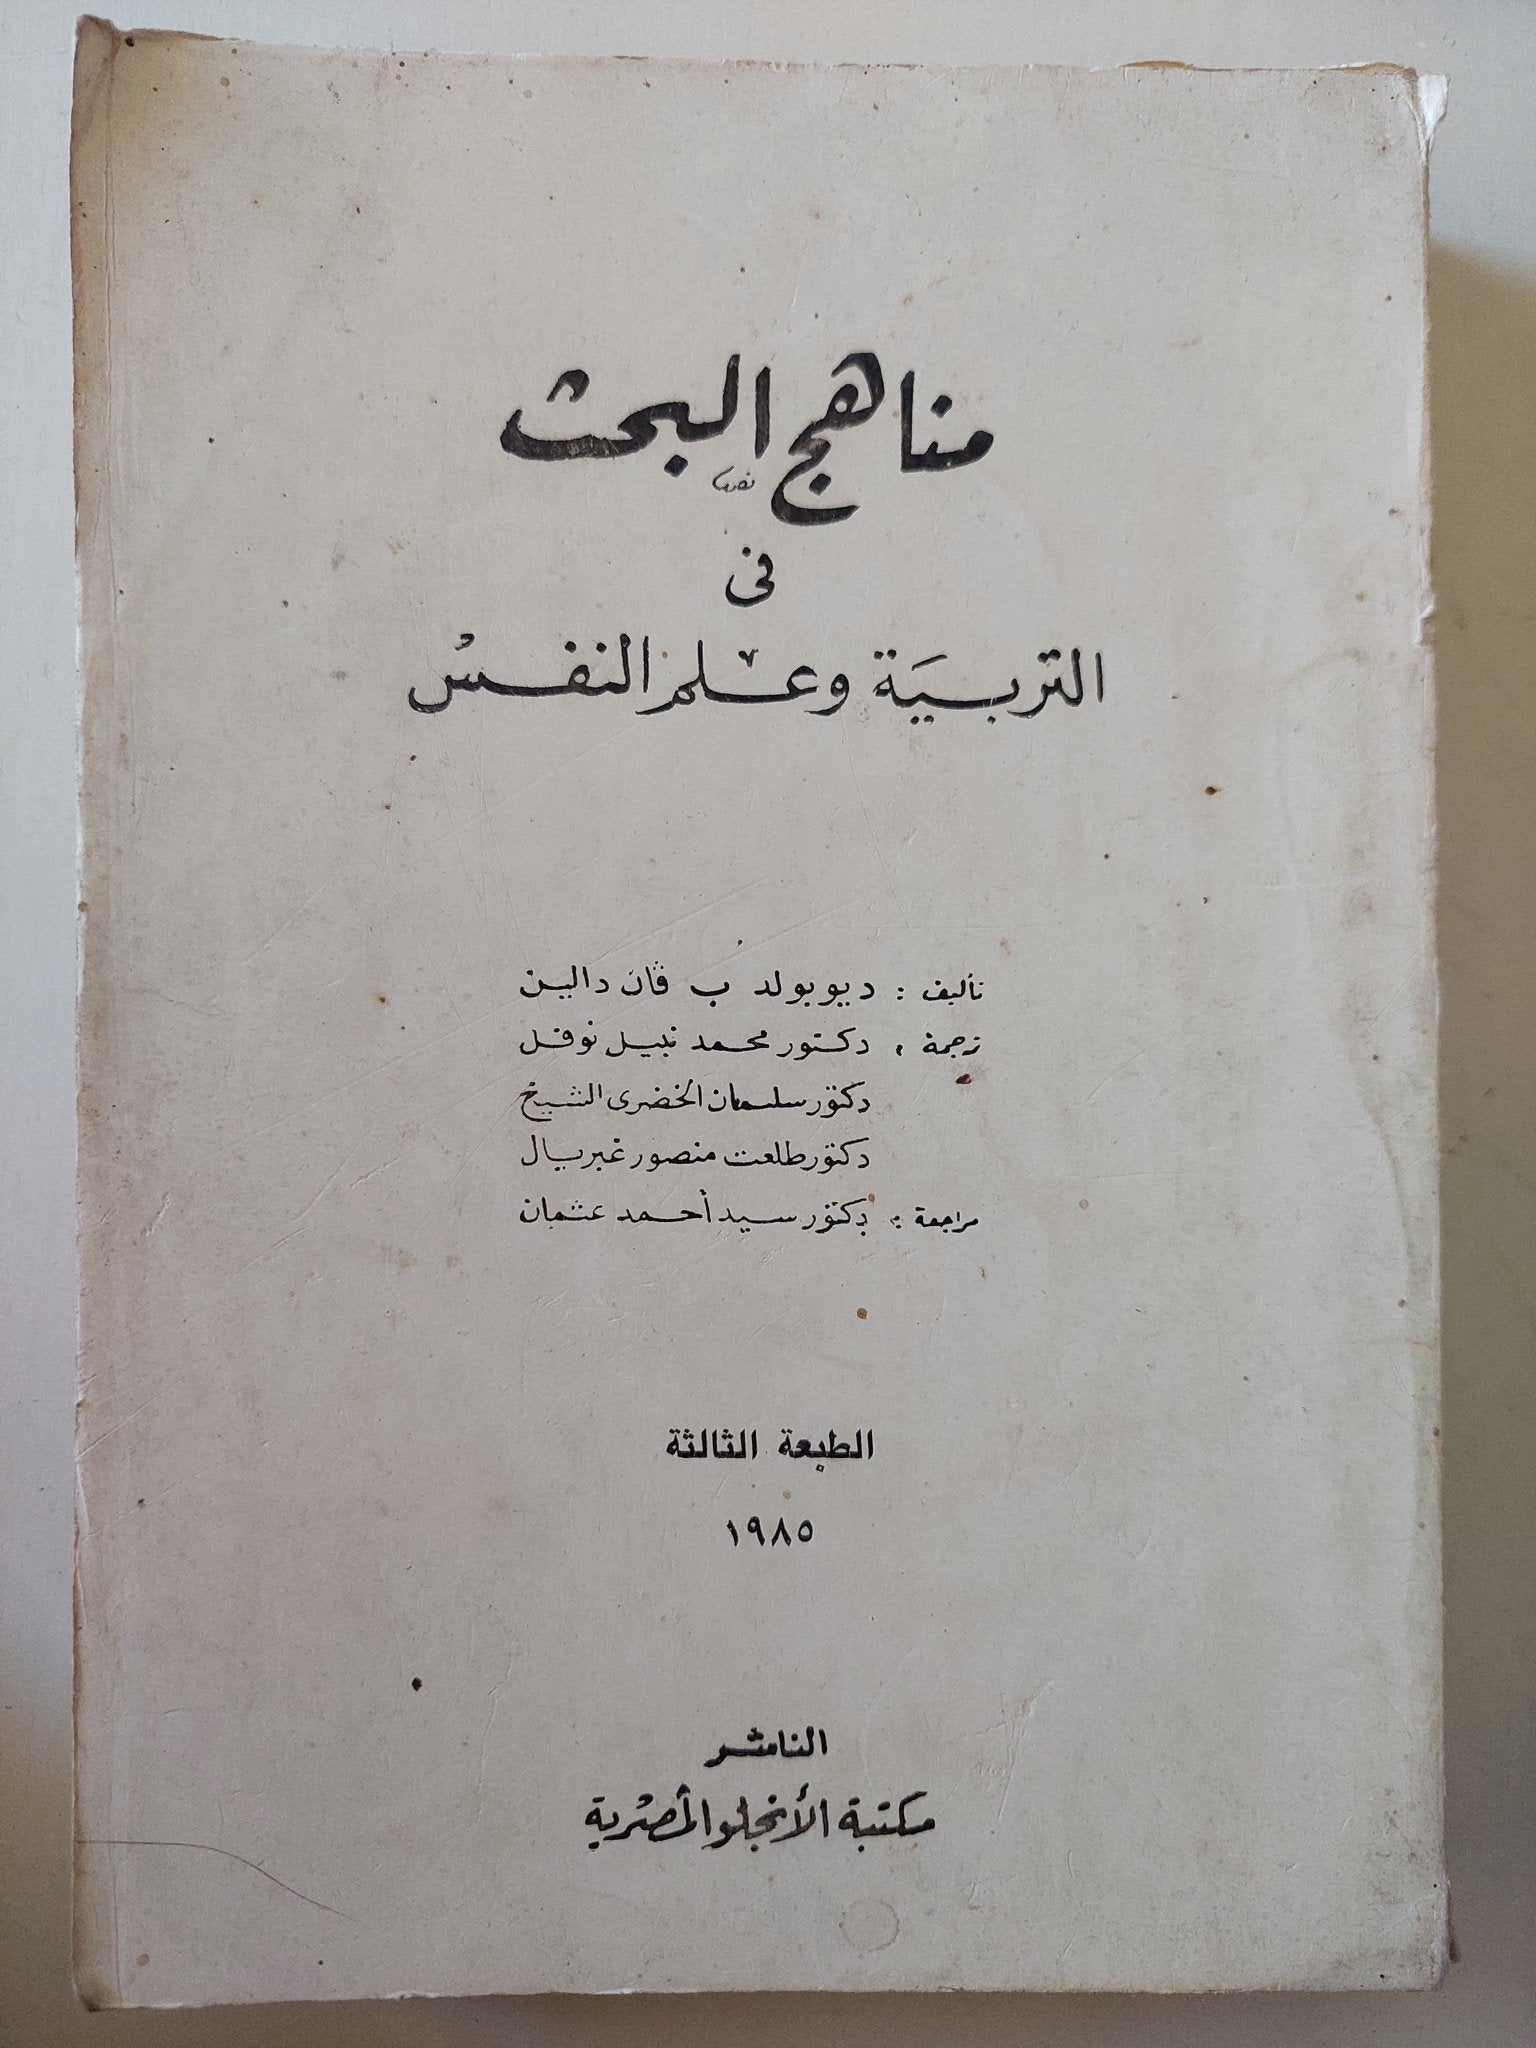 مناهج البحث
فى
التربية وعلم النفس
تأليف : ديوبولد ب ڤان دالين
ترجمة : دكتور محمد نبيل نوفل
دكتور سليمان الخضرى الشيخ
دكتور طلعت منصور غبريال
مراجعة : دكتور سيد أحمد عثمان
الطبعة الثالثة
١٩٨٥
الناشر
مكتبة الأنجلو المصرية